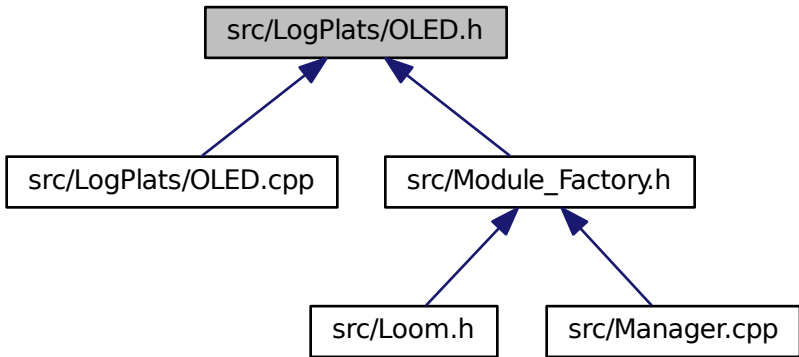 src/LogPlats/OLED.h
src/LogPlats/OLED.cpp
src/Module_Factory.h
src/Loom.h
src/Manager.cpp